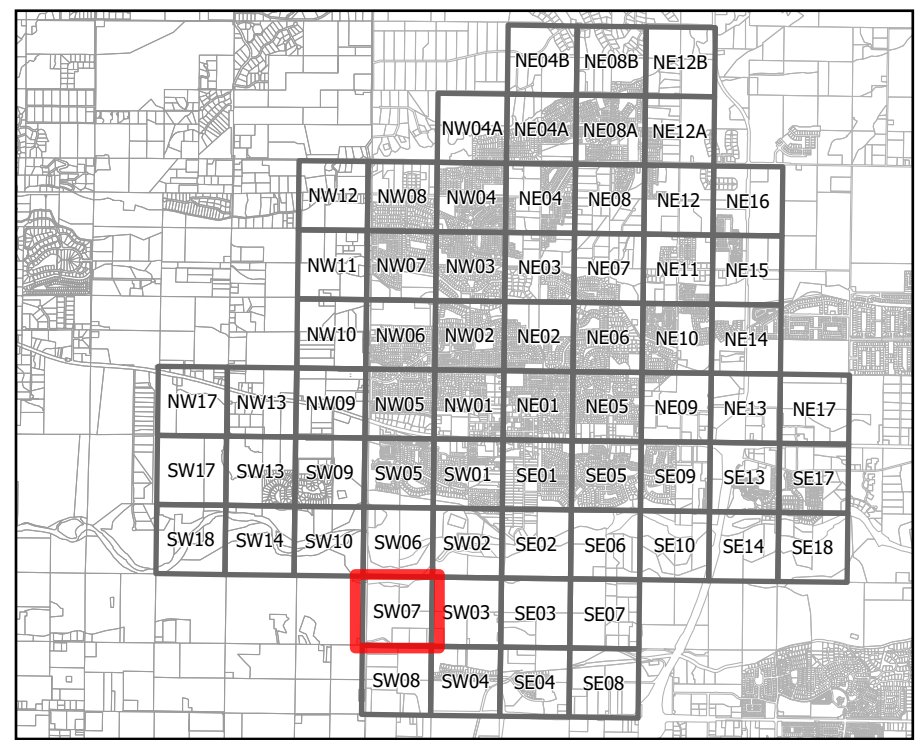 NE04B NE08B NE12B
NW04A NE04A NE08A NE12A
NW12 NW08 NW04 NE04 NE08 NE12 NE16
NW11 NW07 NW03 NE03 NE07 NE11 NE15
NW10 NW06 NW02 NE02 NE06 NE10 NE14
NW17 NW13 NW09 NW05 NW01 NE01 NE05 NE09 NE13 NE17
SW17 SW13 SW09 SW05 SW01 SE01 SE05 SE09 SE13 SE17
SW18 SW14 SW10 SW06 SW02 SE02 SE06 SE10 SE14 SE18
SW07 SW03 SE03 SE07
SW08 SW04 SE04 SE08